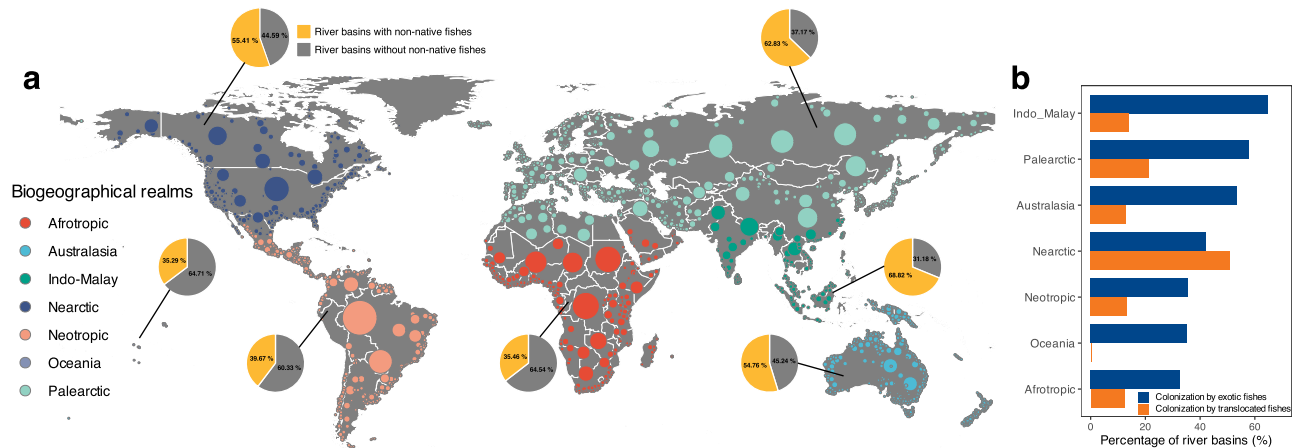 a
55.41 %
44.59 %
River basins with non-native fishes
River basins without non-native fishes
62.83 %
37.17 %
Biogeographical realms
Afrotropic
Australasia
Indo-Malay
Nearctic
Neotropic
Oceania
Palearctic
35.29 %
64.71 %
39.67 %
60.33 %
35.46 %
64.54 %
54.76 %
45.24 %
31.18 %
68.82 %
b
Indo_Malay
Palearctic
Australasia
Nearctic
Neotropic
Oceania
Afrotropic
Colonization by exotic fishes
Colonization by translocated fishes
0
20
40
60
Percentage of river basins (%)